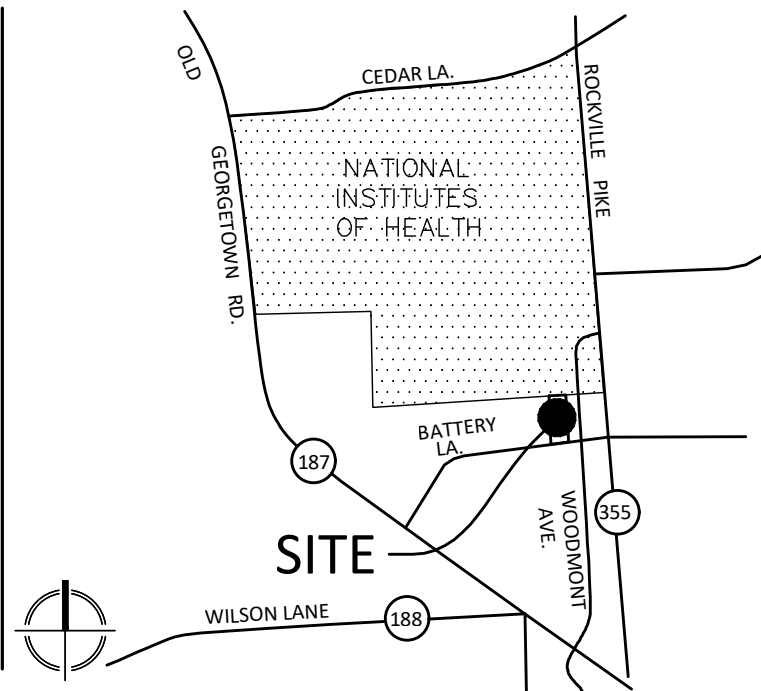 OLD
GEORGETOWN RD.
CEDAR LA.
ROCKVILLE PIKE
NATIONAL
INSTITUTES
OF HEALTH
BATTERY
LA.
187
355
WOODMONT
AVE.
SITE
WILSON LANE
188